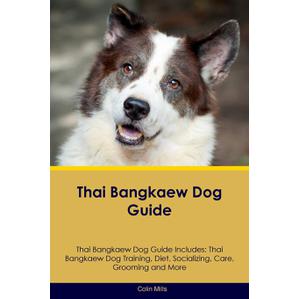 Thai Bangkaew Dog
Guide
Thai Bangkaew Dog Guide Includes: Thai
Bangkaew Dog Training, Diet, Socializing, Care,
Grooming and More
Colin Mills